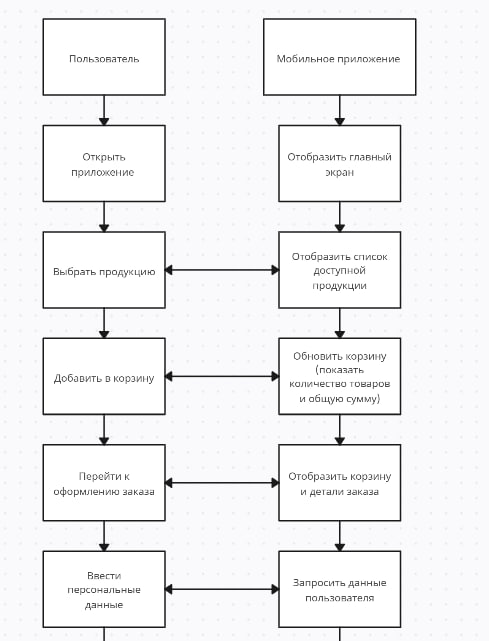 Пользователь
Мобильное приложение
Открыть
приложение
Отобразить главный
экран
Выбрать продукцию
Отобразить список
доступной
продукции
Добавить в корзину
Обновить корзину
(показать
количество товаров
и общую сумму)
Перейти к
оформлению заказа
Отобразить корзину
и детали заказа
Ввести
персональные
данные
Запросить данные
пользователя